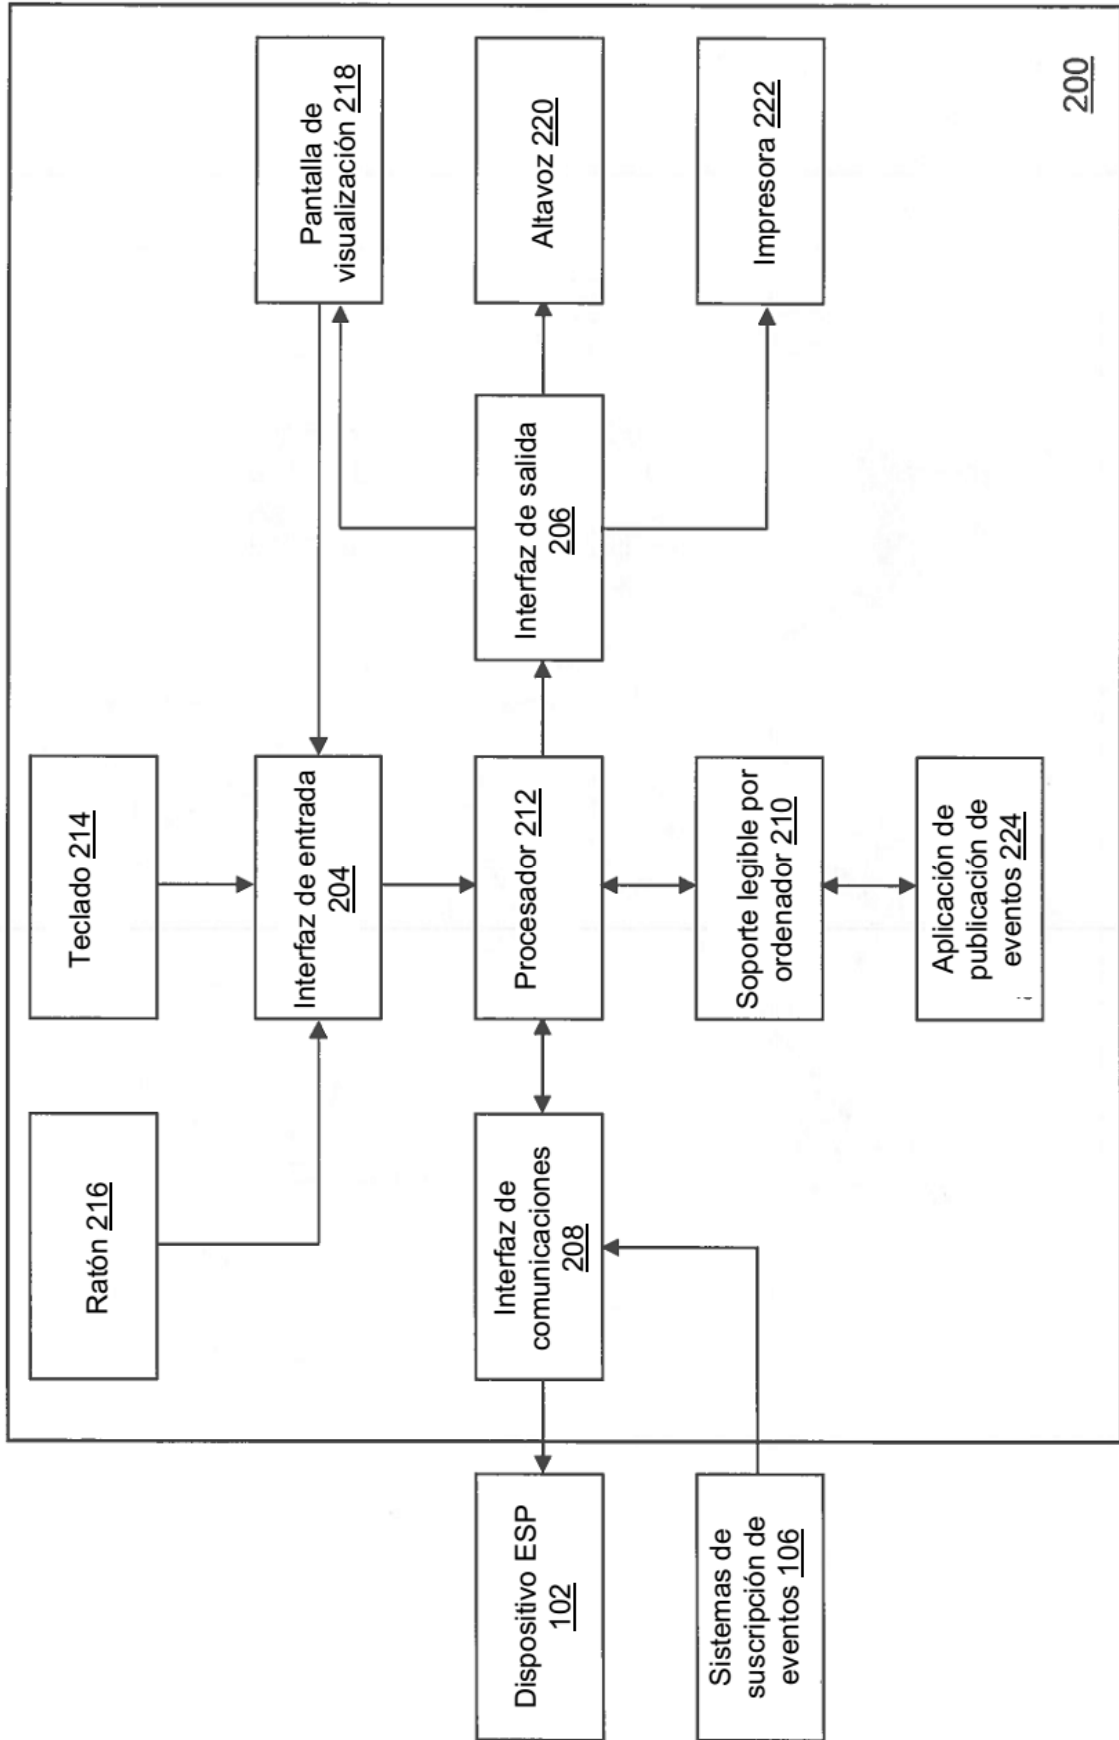 Ratón 216
Teclado 214
Pantalla de
visualización 218
Interfaz de entrada
204
Dispositivo ESP
102
Interfaz de
comunicaciones
208
Procesador 212
Interfaz de salida
206
Altavoz 220
Sistemas de
suscripción de
eventos 106
Soporte legible por
ordenador 210
Impresora 222
Aplicación de
publicación de
eventos 224
200